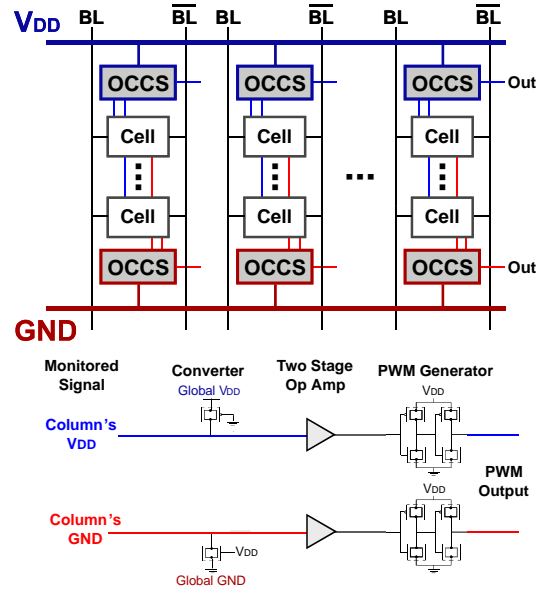 BL BL BL BL BL BL
VDD
OCCS OCCS OCCS Out
Cell Cell Cell
Cell Cell Cell
OCCS OCCS OCCS Out
GND
Monitored Signal Converter Two Stage Op Amp PWM Generator
Global VDD VDD
Column's VDD
PWM Output
VDD
Column's GND
VDD
Global GND